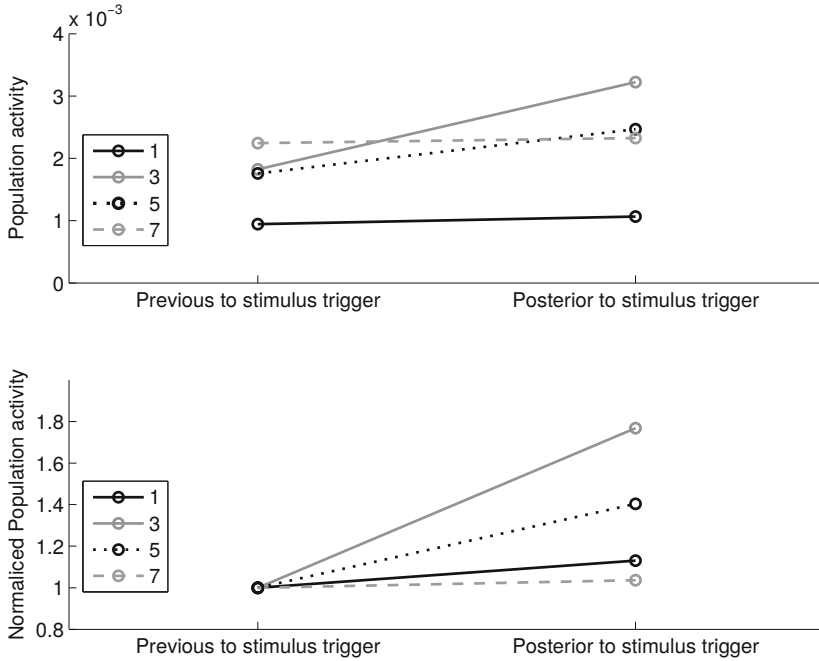 x 10⁻³
4
3
2
1
0
Population activity
1
3
5
7
Previous to stimulus trigger
Posterior to stimulus trigger
1.8
1.6
1.4
1.2
1
0.8
Normaliced Population activity
1
3
5
7
Previous to stimulus trigger
Posterior to stimulus trigger